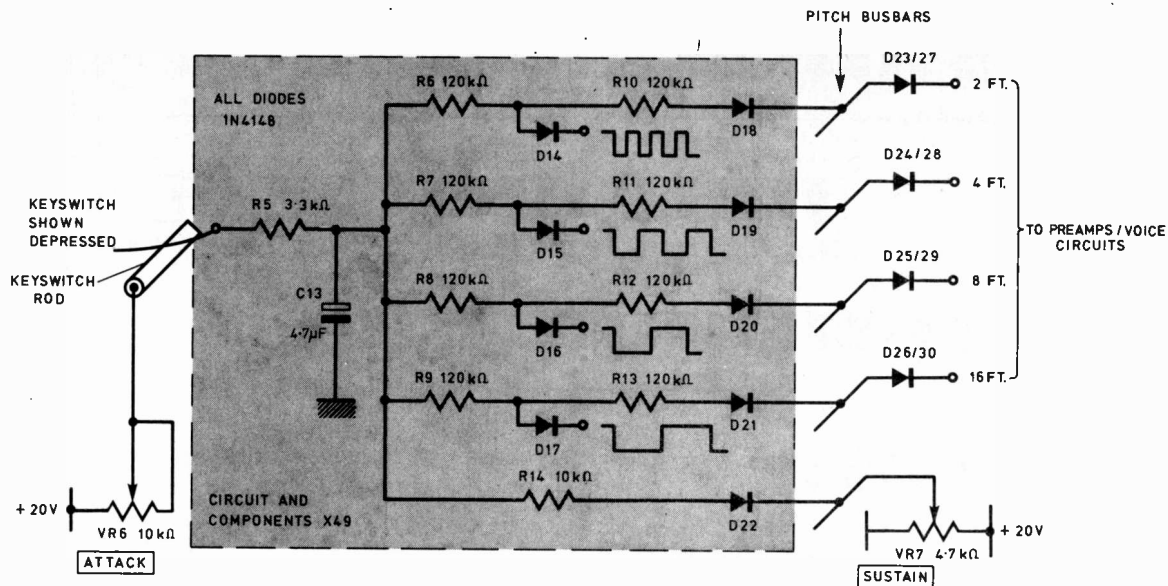 PITCH BUSBARS
ALL DIODES
1N4148
R6 120kΩ
R10 120kΩ
D18
D14
D23/27
2 FT.
R7 120kΩ
R11 120kΩ
D19
D15
D24/28
4 FT.
KEYSWITCH
SHOWN
DEPRESSED
KEYSWITCH
ROD
R5 3·3kΩ
C13
4·7µF
R8 120kΩ
R12 120kΩ
D20
D16
D25/29
8 FT.
TO PREAMPS/VOICE
CIRCUITS
R9 120kΩ
R13 120kΩ
D21
D17
D26/30
16 FT.
R14 10kΩ
D22
CIRCUIT AND
COMPONENTS X49
+20V
VR6 10kΩ
ATTACK
+20V
VR7 4·7kΩ
SUSTAIN